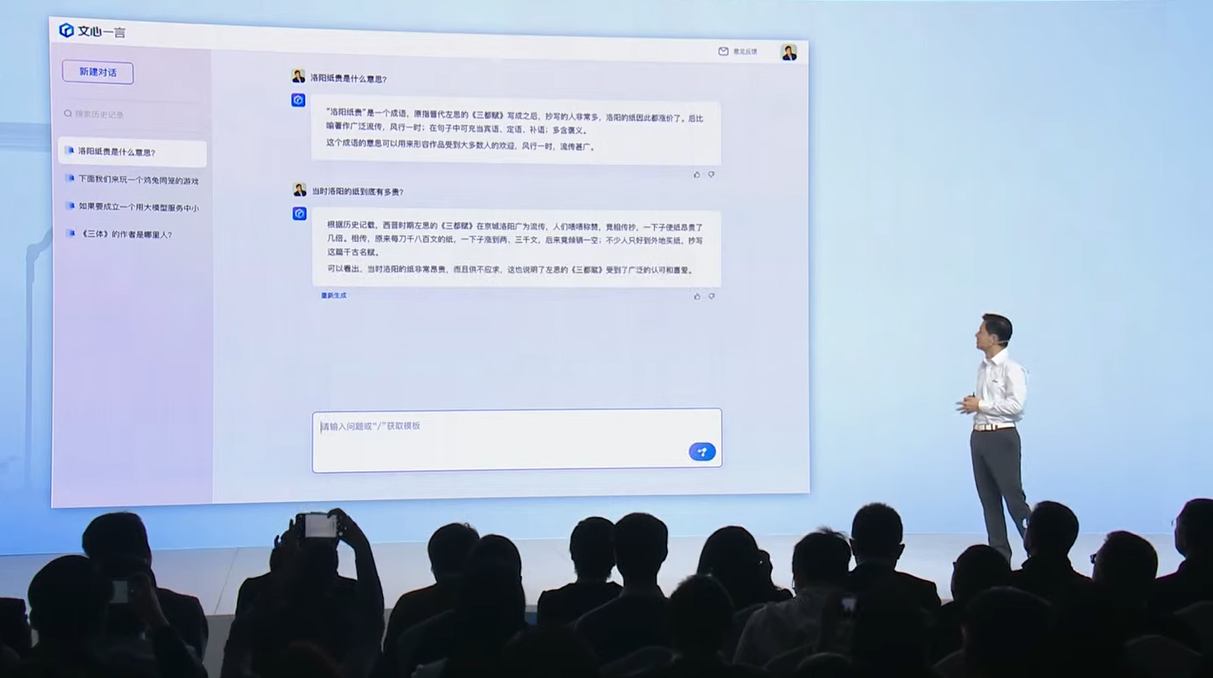 文心一言
意见反馈
新建对话
搜索历史记录
洛阳纸贵是什么意思?
下面我们来玩一个鸡兔同笼的游戏
如果要成立一个用大模型服务中小
《三体》的作者是哪里人?
洛阳纸贵是什么意思?
“洛阳纸贵”是一个成语，原指晋代左思的《三都赋》写成之后，抄写的人非常多，洛阳的纸因此都涨价了。后比
喻著作广泛流传，风行一时；在句子中可充当宾语、定语、补语；多含褒义。
这个成语的意思可以用来形容作品受到大多数人的欢迎，风行一时，流传甚广。
当时洛阳的纸到底有多贵?
根据历史记载，西晋时期左思的《三都赋》在京城洛阳广为流传，人们啧啧称赞，竞相传抄，一下子使纸昂贵了
几倍。相传，原来每刀千八百文的纸，一下子涨到两、三千文，后来竟倾销一空；不少人只好到外地买纸，抄写
这篇千古名赋。
可以看出，当时洛阳的纸非常昂贵，而且供不应求，这也说明了左思的《三都赋》受到了广泛的认可和喜爱。
重新生成
请输入问题或“/”获取模板